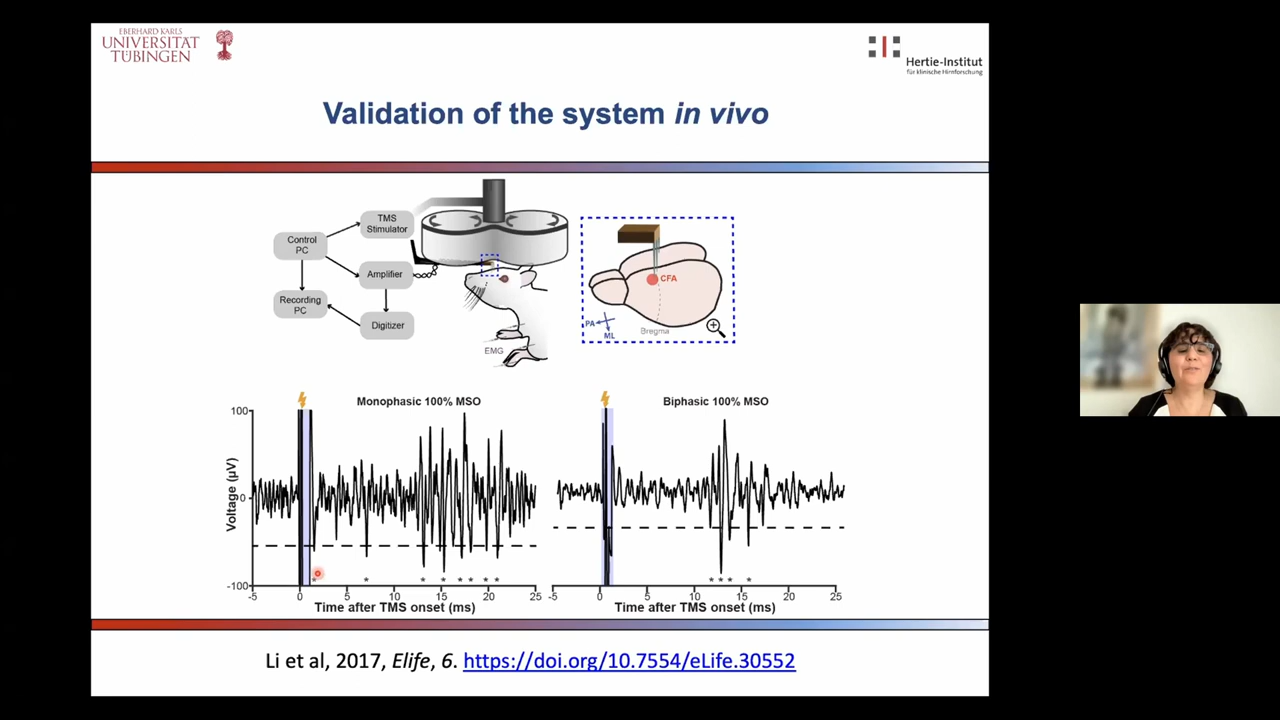 EBERHARD KARLS
UNIVERSITÄT
TÜBINGEN
Hertie-Institut
für klinische Hirnforschung
Validation of the system in vivo
TMS
Stimulator
Control
PC
Amplifier
Recording
PC
Digitizer
EMG
CFA
PA
ML
Bregma
Monophasic 100% MSO
Biphasic 100% MSO
Voltage (µV)
100
0
-100
* * * * * * * *
* * * *
-5 0 5 10 15 20 25
-5 0 5 10 15 20 25
Time after TMS onset (ms)
Time after TMS onset (ms)
Li et al, 2017, Elife, 6. https://doi.org/10.7554/eLife.30552